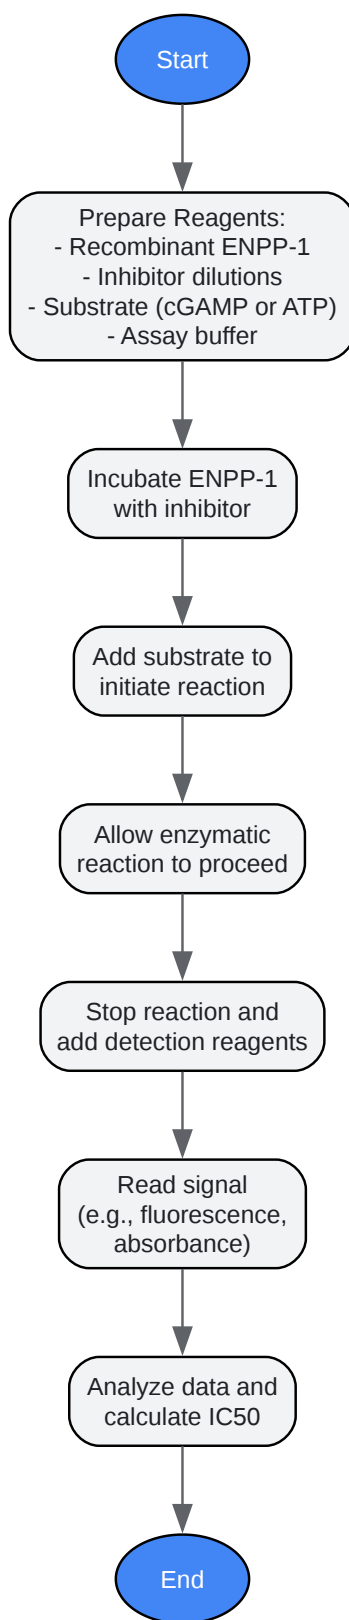 Start
Prepare Reagents:
- Recombinant ENPP-1
- Inhibitor dilutions
- Substrate (cGAMP or ATP)
- Assay buffer
Incubate ENPP-1
with inhibitor
Add substrate to
initiate reaction
Allow enzymatic
reaction to proceed
Stop reaction and
add detection reagents
Read signal
(e.g., fluorescence,
absorbance)
Analyze data and
calculate IC50
End